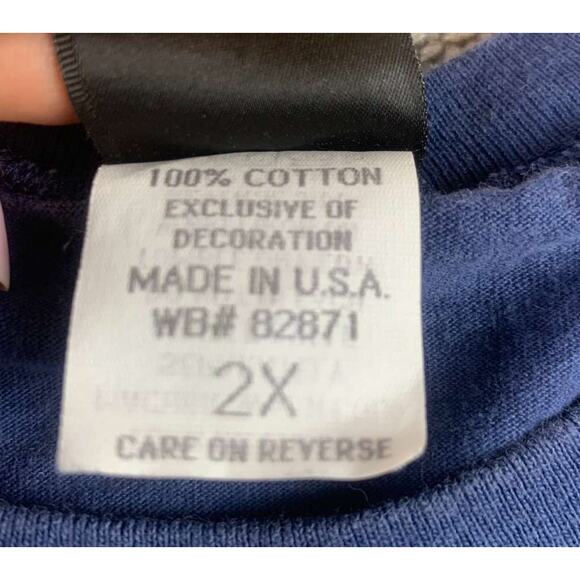 100% COTTON
EXCLUSIVE OF
DECORATION
MADE IN U.S.A.
WB# 82871
2X
CARE ON REVERSE